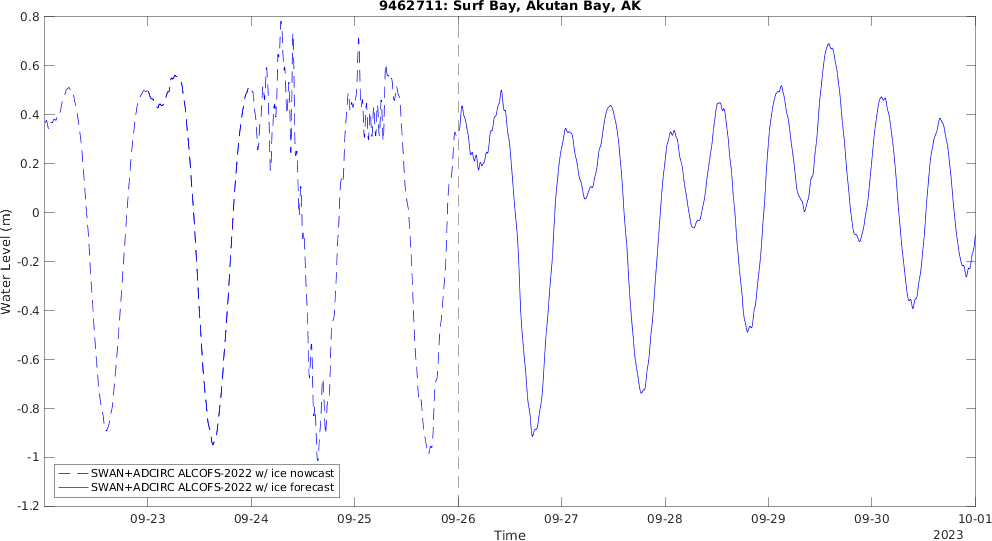 9462711: Surf Bay, Akutan Bay, AK
0.8
0.6
0.4
0.2
0
-0.2
-0.4
-0.6
-0.8
-1
-1.2
Water Level (m)
SWAN+ADCIRC ALCOFS-2022 w/ ice nowcast
SWAN+ADCIRC ALCOFS-2022 w/ ice forecast
09-23 09-24 09-25 09-26 09-27 09-28 09-29 09-30 10-01
Time
2023